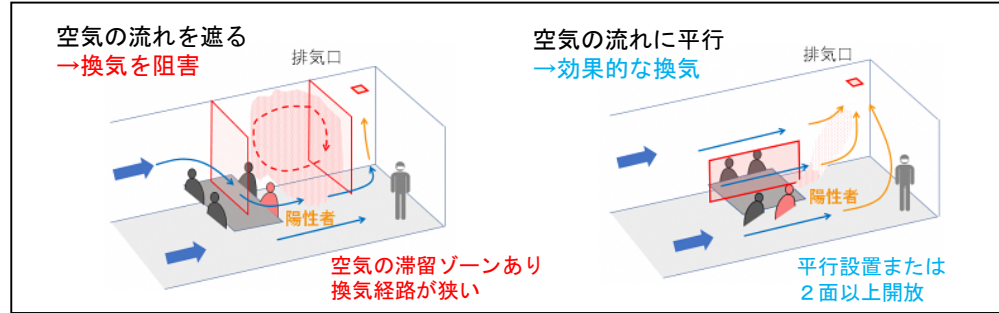 空気の流れを遮る
→換気を阻害
排気口
陽性者
空気の滞留ゾーンあり
換気経路が狭い
空気の流れに平行
→効果的な換気
排気口
陽性者
平行設置または
２面以上開放